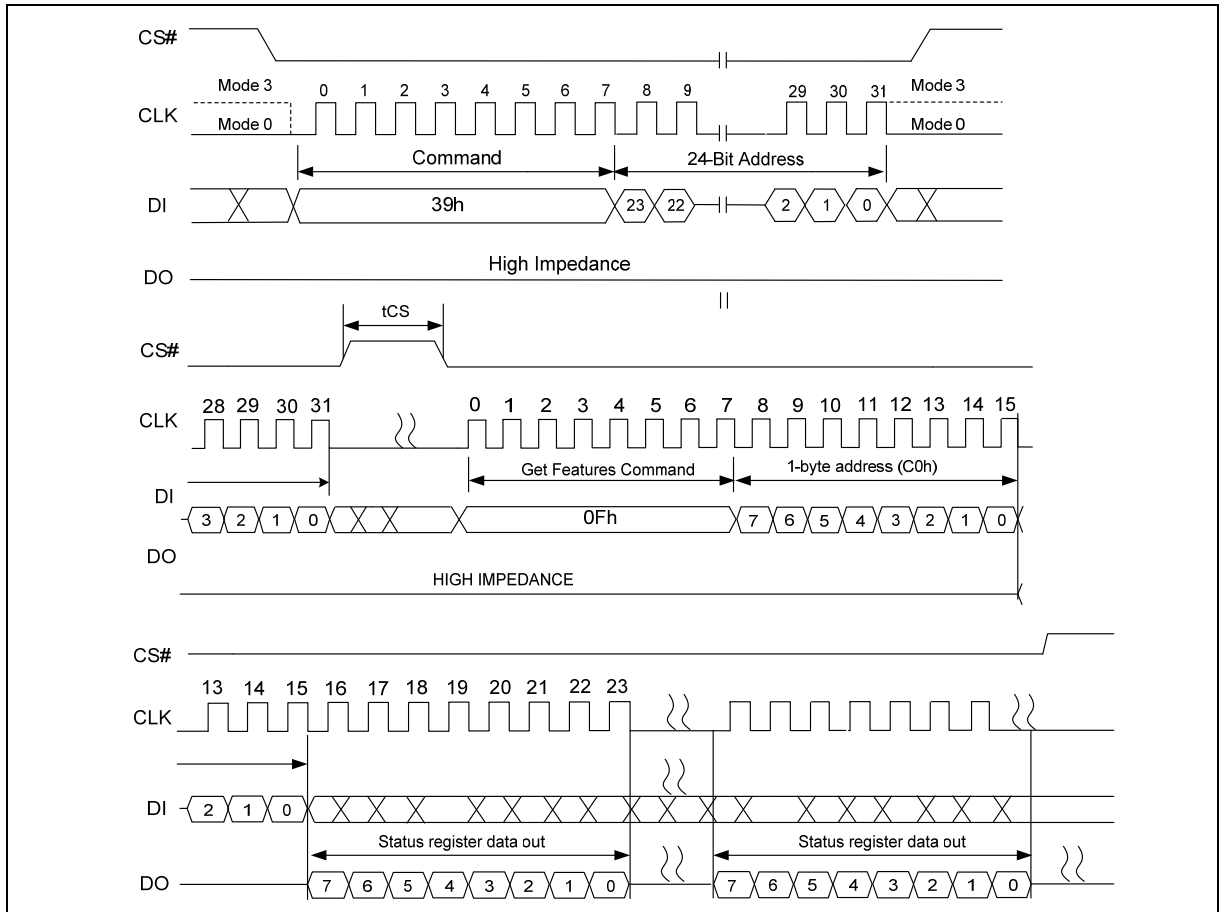 CS#
Mode 3
0 1 2 3 4 5 6 7 8 9 29 30 31
Mode 3
CLK
Mode 0
Mode 0
Command
24-Bit Address
DI
39h
23 22 2 1 0
High Impedance
DO
tCS
CS#
28 29 30 31 0 1 2 3 4 5 6 7 8 9 10 11 12 13 14 15
CLK
Get Features Command
1-byte address (C0h)
DI
3 2 1 0
0Fh
7 6 5 4 3 2 1 0
DO
HIGH IMPEDANCE
CS#
13 14 15 16 17 18 19 20 21 22 23
CLK
DI
2 1 0
Status register data out
Status register data out
DO
7 6 5 4 3 2 1 0
7 6 5 4 3 2 1 0